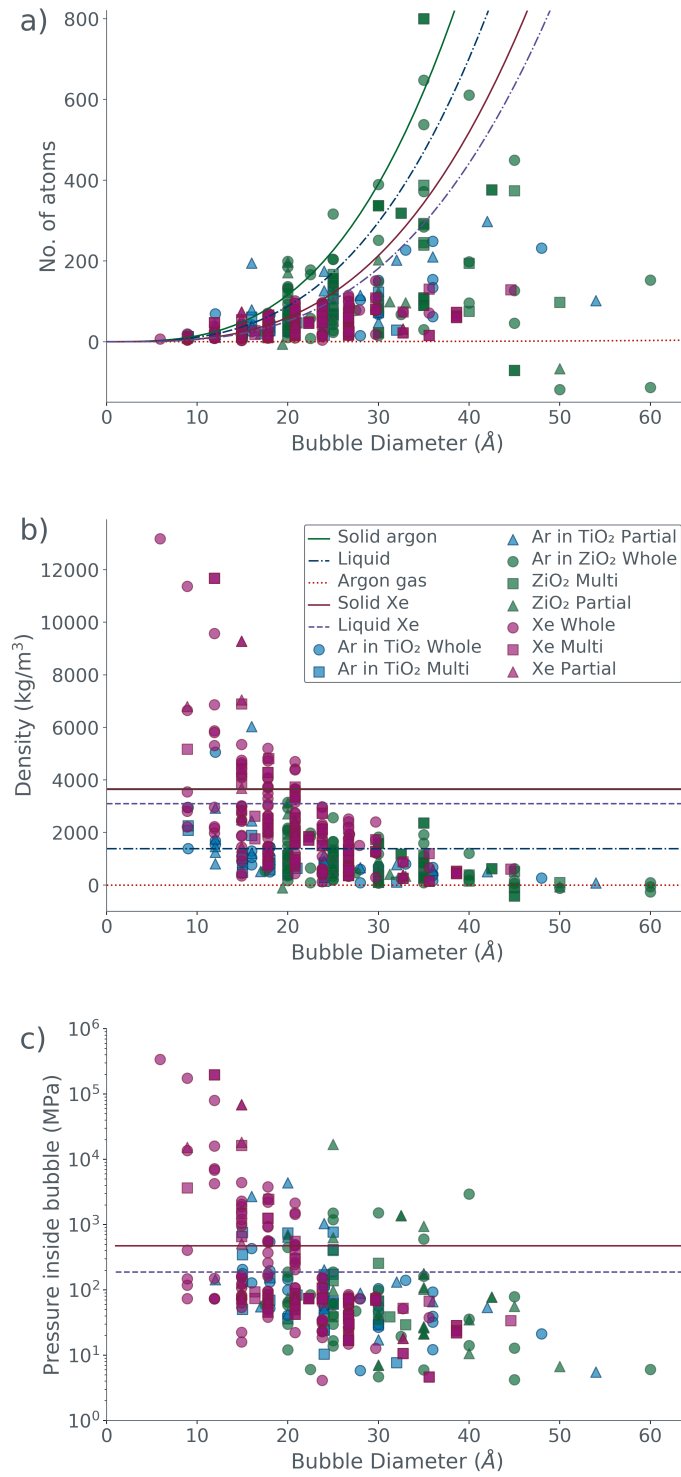 a)
800
600
400
200
0
No. of atoms
0 10 20 30 40 50 60
Bubble Diameter (Å)
b)
12000
10000
8000
6000
4000
2000
0
Density (kg/m³)
Solid argon
Liquid
Argon gas
Solid Xe
Liquid Xe
Ar in TiO₂ Whole
Ar in TiO₂ Multi
Ar in TiO₂ Partial
Ar in ZiO₂ Whole
ZiO₂ Multi
ZiO₂ Partial
Xe Whole
Xe Multi
Xe Partial
0 10 20 30 40 50 60
Bubble Diameter (Å)
c)
10⁶
10⁵
10⁴
10³
10²
10¹
10⁰
Pressure inside bubble (MPa)
0 10 20 30 40 50 60
Bubble Diameter (Å)